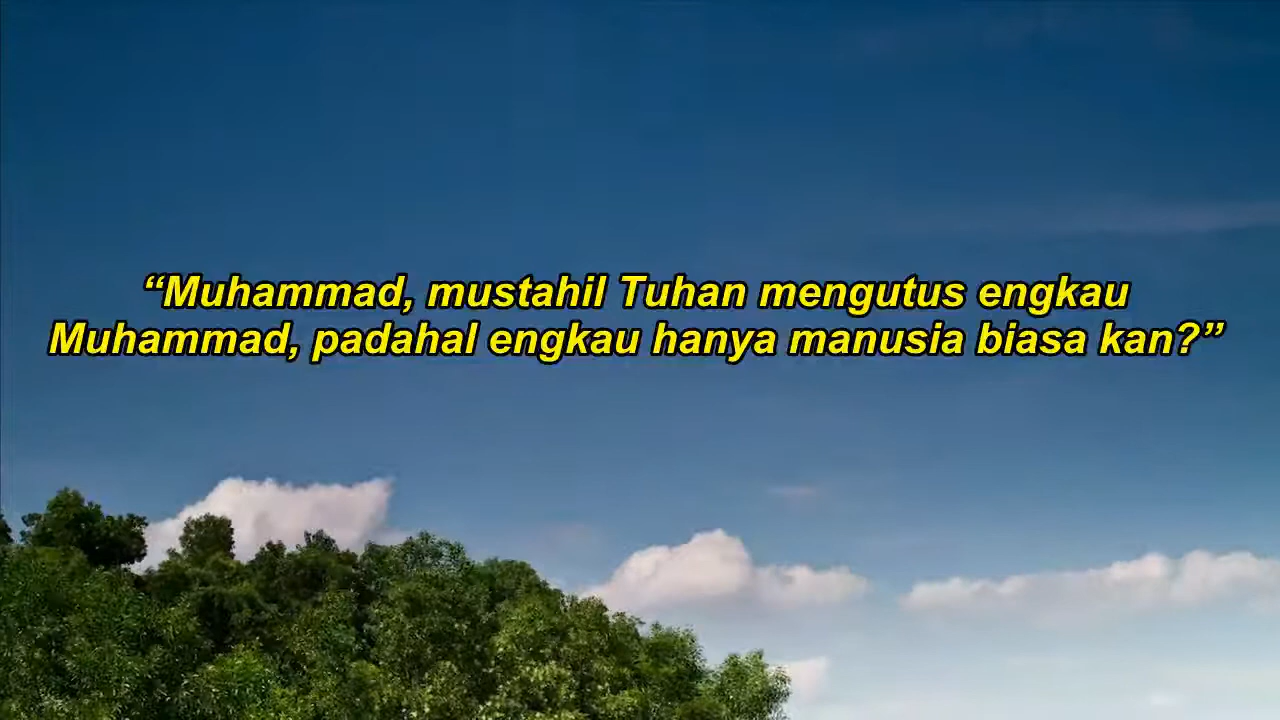 “Muhammad, mustahil Tuhan mengutus engkau
Muhammad, padahal engkau hanya manusia biasa kan?”